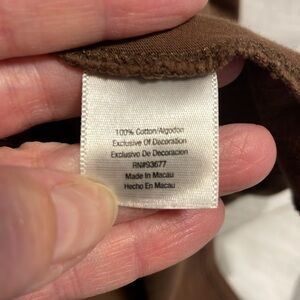 100% Cotton/Algodon
Exclusive Of Decoration
Exclusivo De Decoracion
RN#93677
Made In Macau
Hecho En Macau